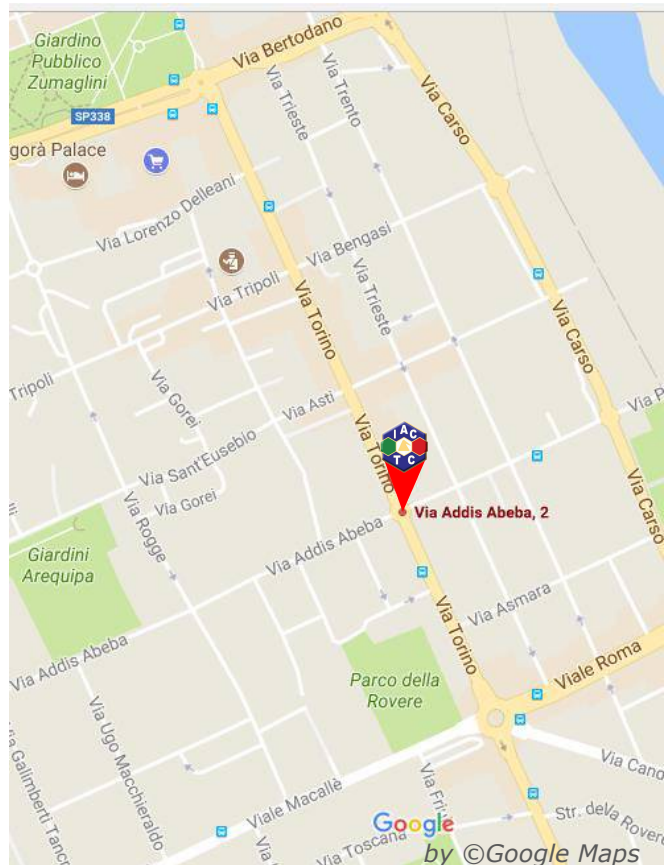 Giardino
Pubblico
Zumaglini
Via Bertodano
SP338
gorà Palace
Via Trieste
Via Trento
Via Carso
Via Lorenzo Delleani
Via Bengasi
Via Tripoli
Via Torino
Via Trieste
Via Carso
Tripoli
Via Gorei
Via Asti
Via Torino
I A C
T C
Via P
Via Sant'Eusebio
Via Gorei
Via Rogge
Via Addis Abeba, 2
Via Carso
Giardini
Arequipa
Via Addis Abeba
Via Asmara
Via Torino
Via Addis Abeba
Parco della
Rovere
Viale Roma
Via Ugo Macchieraldo
Via Galimberti Tancr
Viale Macallè
Via Cano
Via Fri
Google
Str. della Rovere
Via Toscana
by ©Google Maps